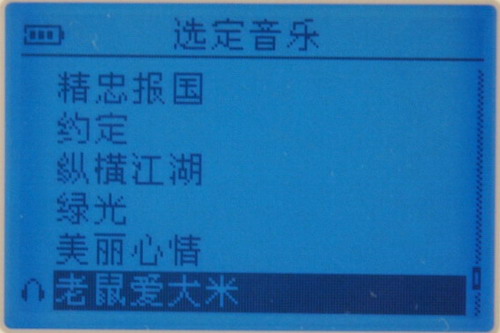 选定音乐
精忠报国
约定
纵横江湖
绿光
美丽心情
老鼠爱大米